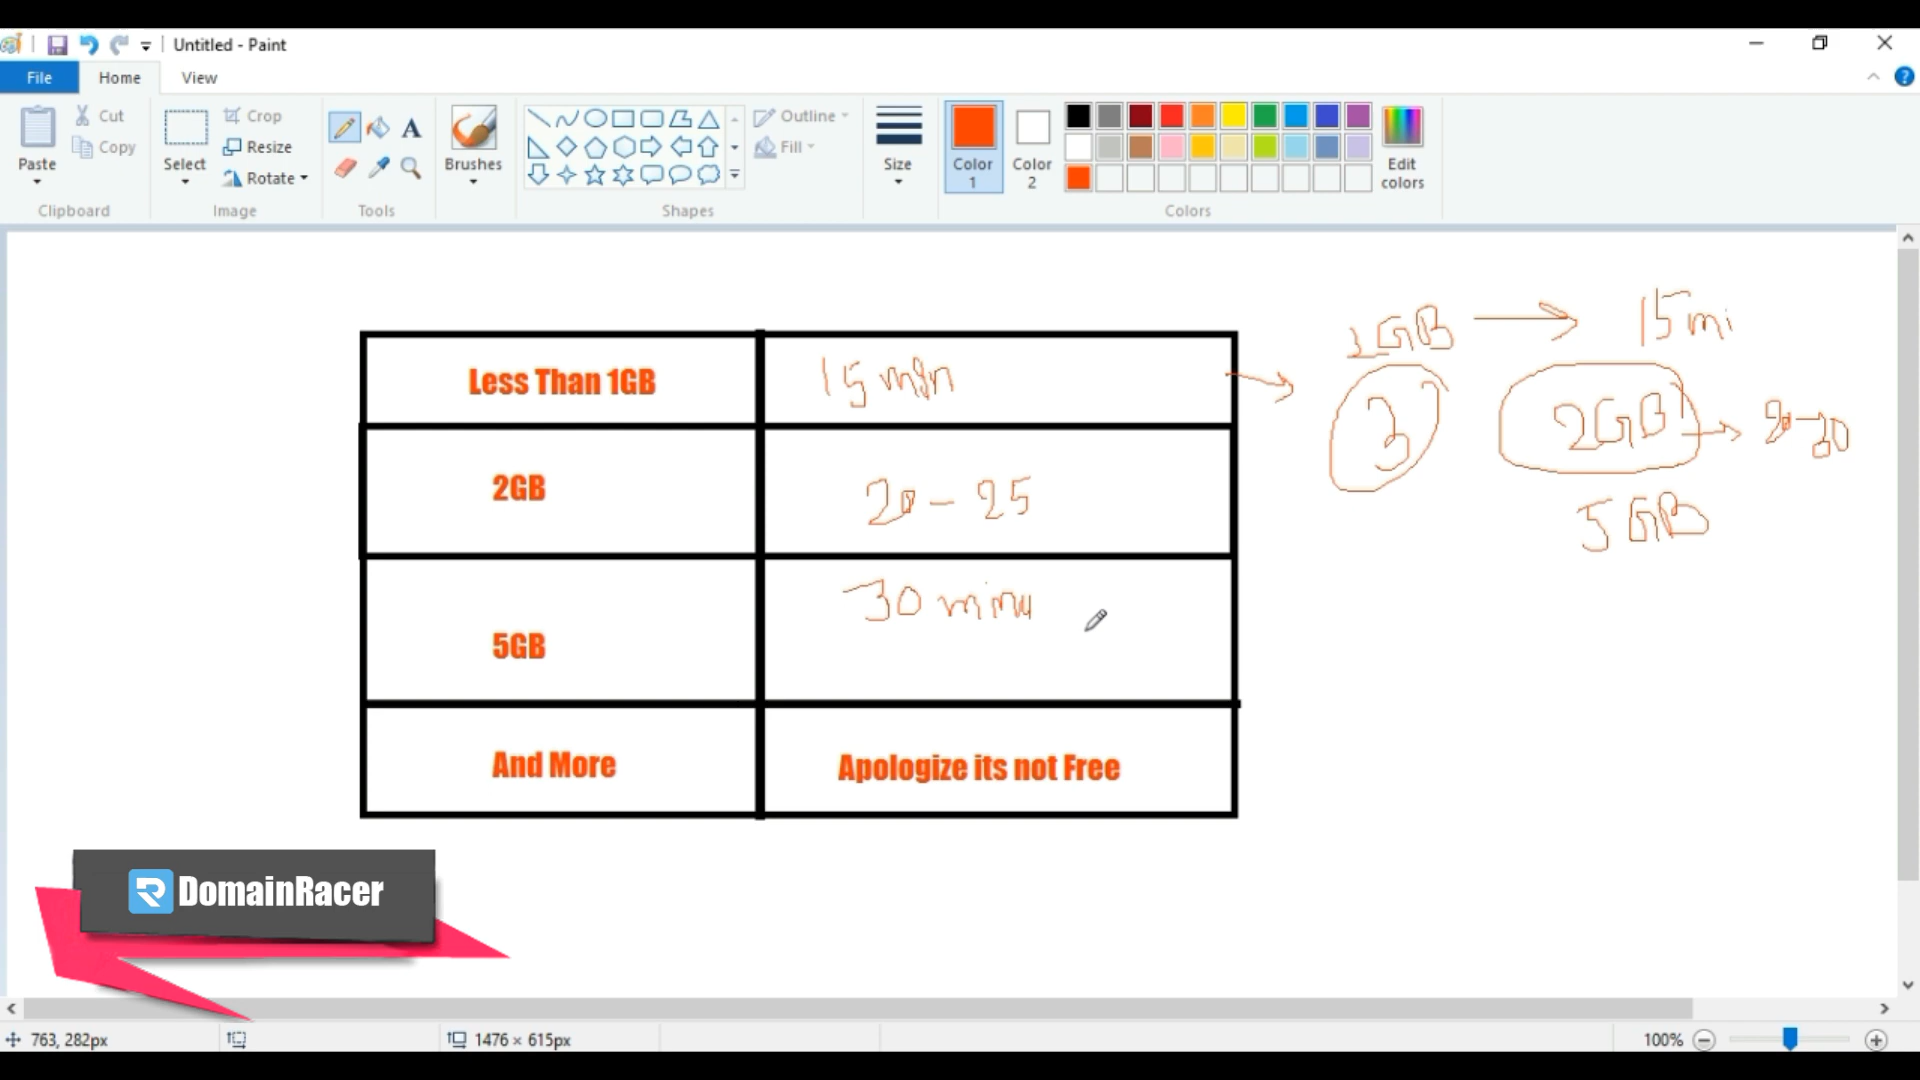 Untitled - Paint
File Home View
Paste
Cut
Copy
Clipboard
Select
Crop
Resize
Rotate
Image
A
Tools
Brushes
Outline
Fill
Shapes
Size
Color 1
Color 2
Edit colors
Colors
Less Than 1GB
15 min
2GB
20 - 25
5GB
30 minu
And More
Apologize its not Free
1GB
15 mi
3
2GB
5GB
DomainRacer
763, 282px
1476 × 615px
100%